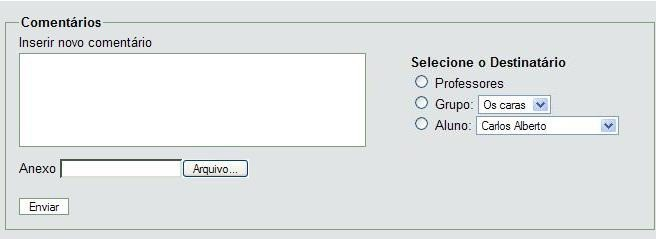 Comentários
Inserir novo comentário
Selecione o Destinatário
Professores
Grupo: Os caras
Aluno: Carlos Alberto
Anexo Arquivo...
Enviar